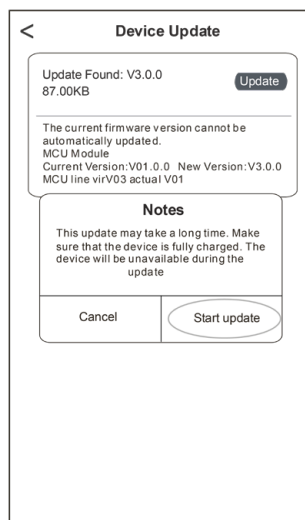 < Device Update
Update Found: V3.0.0
87.00KB
Update
The current firmware version cannot be
automatically updated.
MCU Module
Current Version:V01.0.0 New Version:V3.0.0
MCU line virV03 actual V01
Notes
This update may take a long time. Make
sure that the device is fully charged. The
device will be unavailable during the
update
Cancel Start update